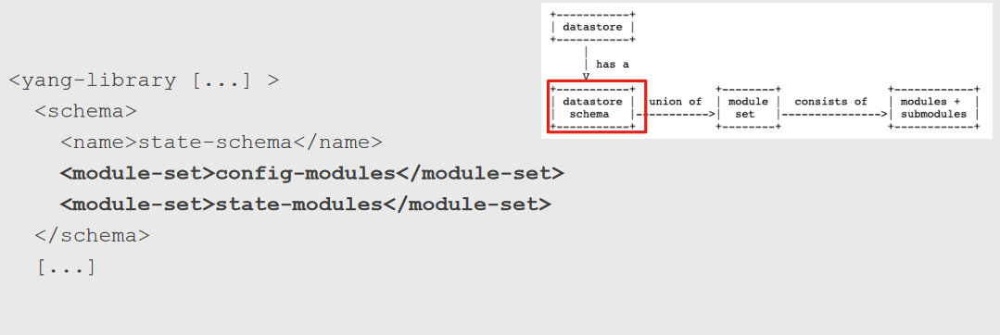 <yang-library [...] >
  <schema>
    <name>state-schema</name>
    <module-set>config-modules</module-set>
    <module-set>state-modules</module-set>
  </schema>
  [...]
+-----------+
| datastore |
+-----------+
     |
     | has a
     V
+-----------+            +--------+                +------------+
| datastore | union of   | module |  consists of   | modules +  |
|  schema   |----------->|  set   |--------------->| submodules |
+-----------+            +--------+                +------------+